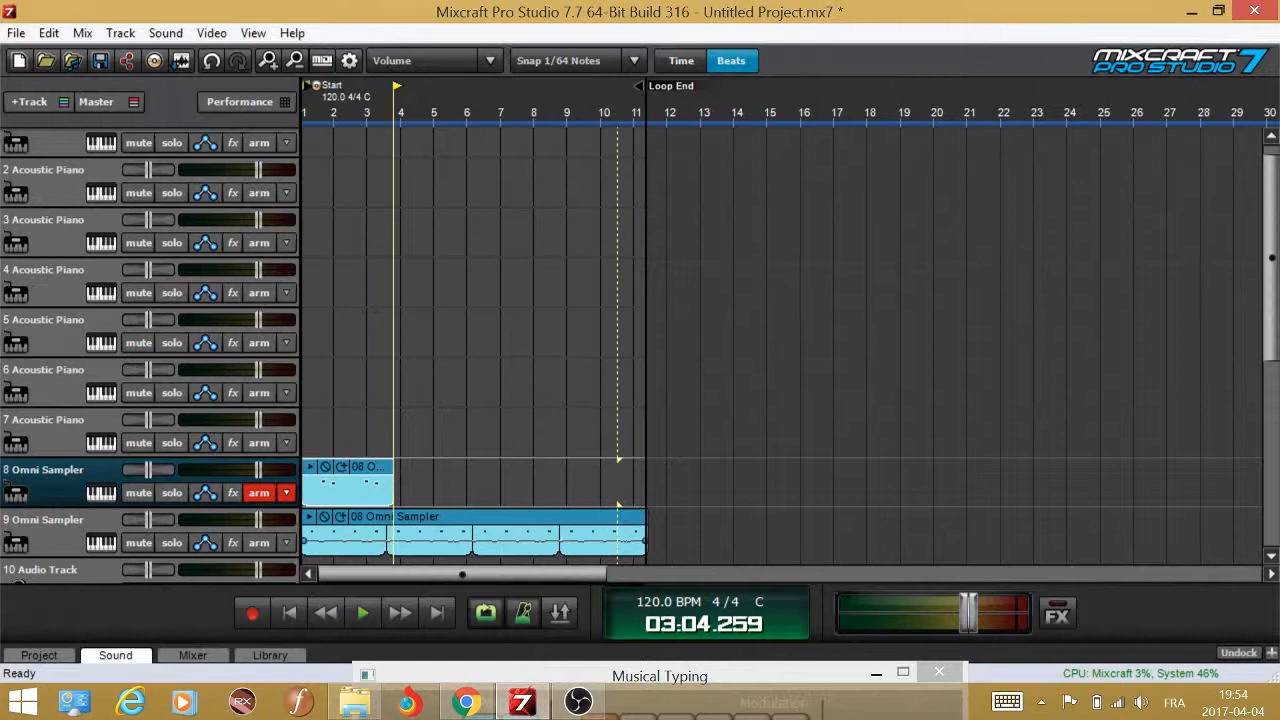 Mixcraft Pro Studio 7.7 64-Bit Build 316 - Untitled Project.mx7 *
File Edit Mix Track Sound Video View Help
Volume Snap 1/64 Notes Time Beats MIXCRAFT PRO STUDIO 7
+Track Master Performance
Start Loop End
120.0 4/4 C
1 2 3 4 5 6 7 8 9 10 11 12 13 14 15 16 17 18 19 20 21 22 23 24 25 26 27 28 29 30
mute solo fx arm
2 Acoustic Piano
mute solo fx arm
3 Acoustic Piano
mute solo fx arm
4 Acoustic Piano
mute solo fx arm
5 Acoustic Piano
mute solo fx arm
6 Acoustic Piano
mute solo fx arm
7 Acoustic Piano
mute solo fx arm
8 Omni Sampler 08 O...
mute solo fx arm
9 Omni Sampler 08 Omni Sampler
mute solo fx arm
10 Audio Track
120.0 BPM 4/4 C
03:04.259
FX
Project Sound Mixer Library Undock
Ready Musical Typing CPU: Mixcraft 3%, System 46%
Modulation
FRA 19:54
2017-04-04